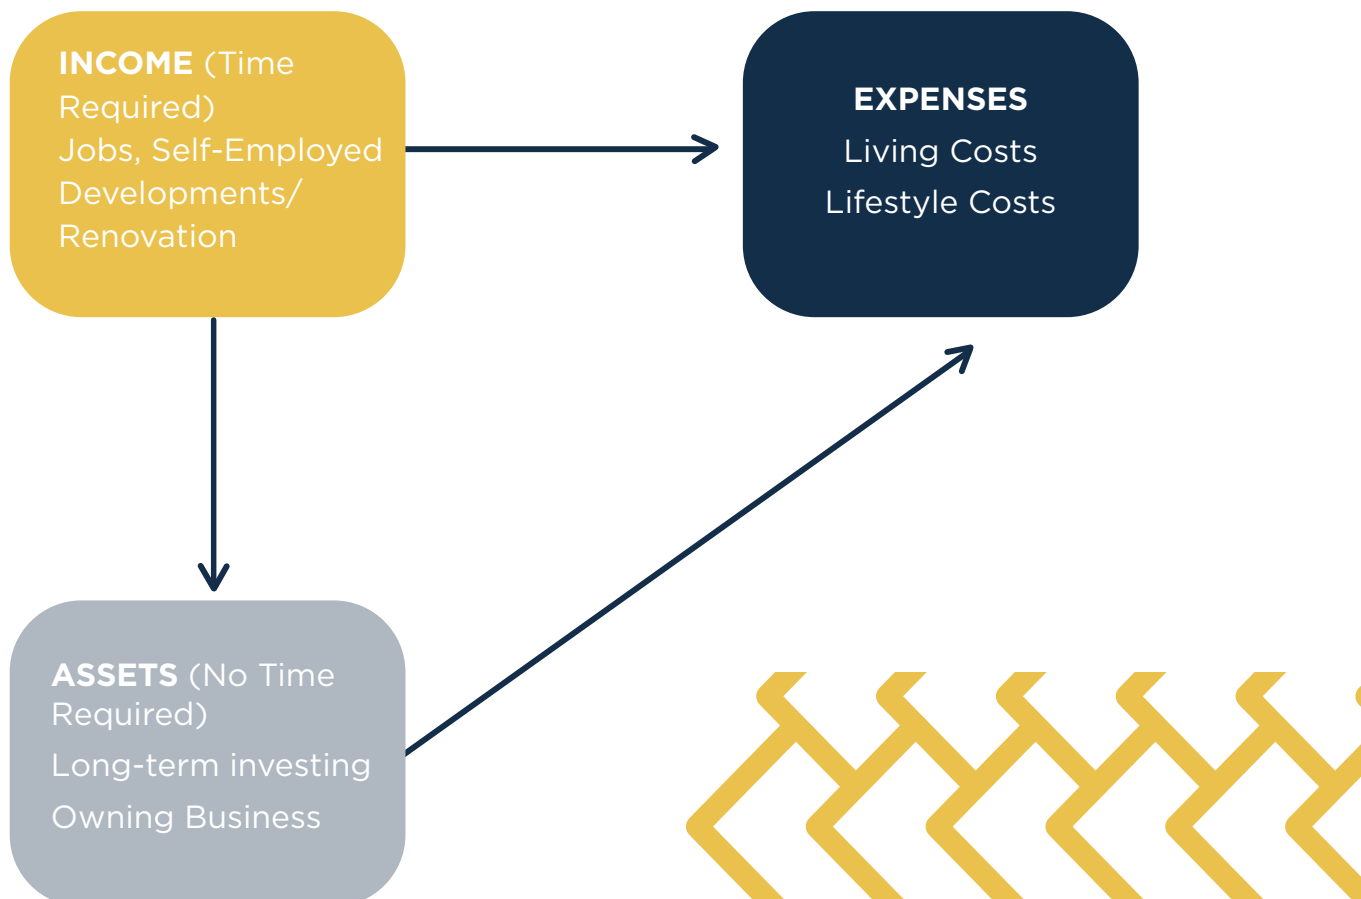 INCOME (Time
Required)
Jobs, Self-Employed
Developments/
Renovation
EXPENSES
Living Costs
Lifestyle Costs
ASSETS (No Time
Required)
Long-term investing
Owning Business